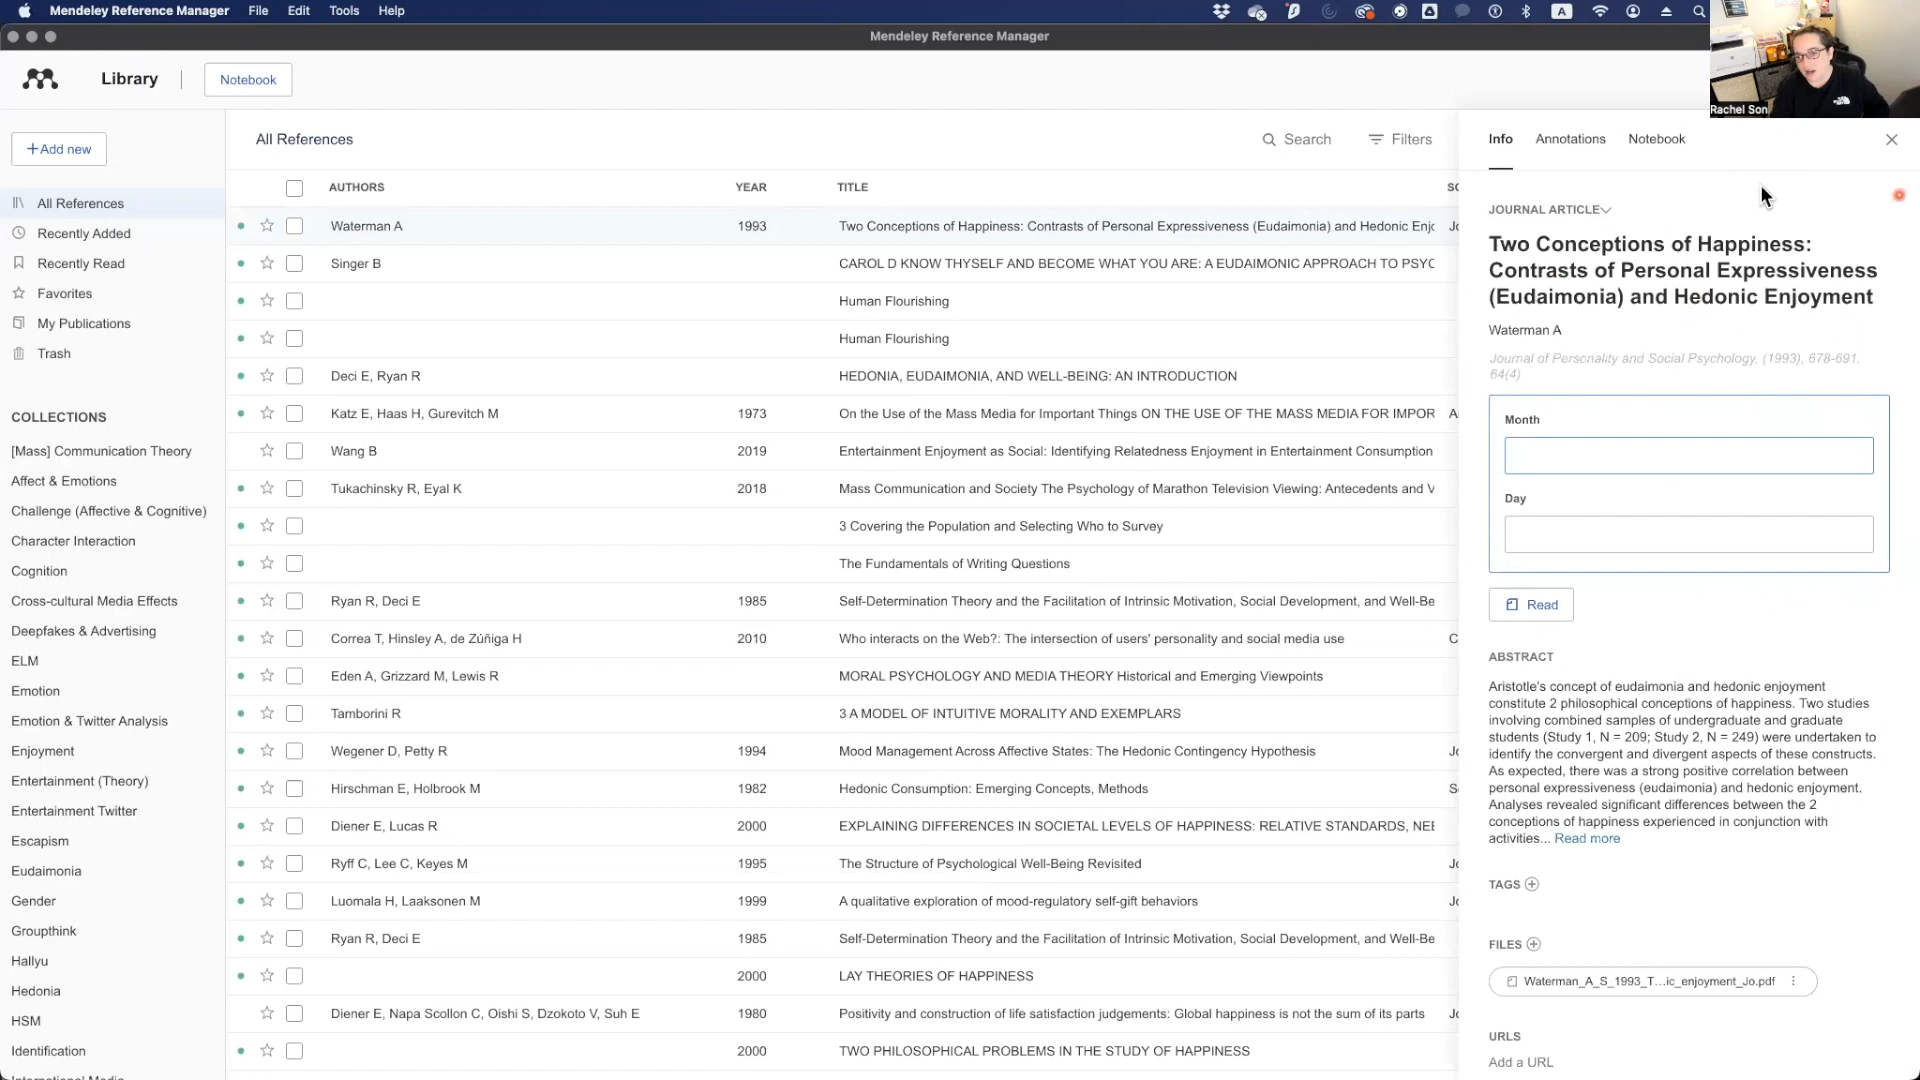 Mendeley Reference Manager File Edit Tools Help
A
Mendeley Reference Manager
Rachel Son
Library Notebook
+Add new
All References
Recently Added
Recently Read
Favorites
My Publications
Trash
COLLECTIONS
[Mass] Communication Theory
Affect & Emotions
Challenge (Affective & Cognitive)
Character Interaction
Cognition
Cross-cultural Media Effects
Deepfakes & Advertising
ELM
Emotion
Emotion & Twitter Analysis
Enjoyment
Entertainment (Theory)
Entertainment Twitter
Escapism
Eudaimonia
Gender
Groupthink
Hallyu
Hedonia
HSM
Identification
International Media
All References Search Filters
AUTHORS YEAR TITLE SO
Waterman A 1993 Two Conceptions of Happiness: Contrasts of Personal Expressiveness (Eudaimonia) and Hedonic Enjo Jo
Singer B CAROL D KNOW THYSELF AND BECOME WHAT YOU ARE: A EUDAIMONIC APPROACH TO PSYC
Human Flourishing
Human Flourishing
Deci E, Ryan R HEDONIA, EUDAIMONIA, AND WELL-BEING: AN INTRODUCTION
Katz E, Haas H, Gurevitch M 1973 On the Use of the Mass Media for Important Things ON THE USE OF THE MASS MEDIA FOR IMPOR A
Wang B 2019 Entertainment Enjoyment as Social: Identifying Relatedness Enjoyment in Entertainment Consumption
Tukachinsky R, Eyal K 2018 Mass Communication and Society The Psychology of Marathon Television Viewing: Antecedents and V
3 Covering the Population and Selecting Who to Survey
The Fundamentals of Writing Questions
Ryan R, Deci E 1985 Self-Determination Theory and the Facilitation of Intrinsic Motivation, Social Development, and Well-Be
Correa T, Hinsley A, de Zúñiga H 2010 Who interacts on the Web?: The intersection of users' personality and social media use C
Eden A, Grizzard M, Lewis R MORAL PSYCHOLOGY AND MEDIA THEORY Historical and Emerging Viewpoints
Tamborini R 3 A MODEL OF INTUITIVE MORALITY AND EXEMPLARS
Wegener D, Petty R 1994 Mood Management Across Affective States: The Hedonic Contingency Hypothesis Jo
Hirschman E, Holbrook M 1982 Hedonic Consumption: Emerging Concepts, Methods So
Diener E, Lucas R 2000 EXPLAINING DIFFERENCES IN SOCIETAL LEVELS OF HAPPINESS: RELATIVE STANDARDS, NEE
Ryff C, Lee C, Keyes M 1995 The Structure of Psychological Well-Being Revisited Jo
Luomala H, Laaksonen M 1999 A qualitative exploration of mood-regulatory self-gift behaviors Jo
Ryan R, Deci E 1985 Self-Determination Theory and the Facilitation of Intrinsic Motivation, Social Development, and Well-Be
2000 LAY THEORIES OF HAPPINESS
Diener E, Napa Scollon C, Oishi S, Dzokoto V, Suh E 1980 Positivity and construction of life satisfaction judgements: Global happiness is not the sum of its parts Jo
2000 TWO PHILOSOPHICAL PROBLEMS IN THE STUDY OF HAPPINESS
Info Annotations Notebook
JOURNAL ARTICLE
Two Conceptions of Happiness:
Contrasts of Personal Expressiveness
(Eudaimonia) and Hedonic Enjoyment
Waterman A
Journal of Personality and Social Psychology, (1993), 678-691,
64(4)
Month
Day
Read
ABSTRACT
Aristotle's concept of eudaimonia and hedonic enjoyment
constitute 2 philosophical conceptions of happiness. Two studies
involving combined samples of undergraduate and graduate
students (Study 1, N = 209; Study 2, N = 249) were undertaken to
identify the convergent and divergent aspects of these constructs.
As expected, there was a strong positive correlation between
personal expressiveness (eudaimonia) and hedonic enjoyment.
Analyses revealed significant differences between the 2
conceptions of happiness experienced in conjunction with
activities... Read more
TAGS
FILES
Waterman_A_S_1993_T...ic_enjoyment_Jo.pdf
URLS
Add a URL